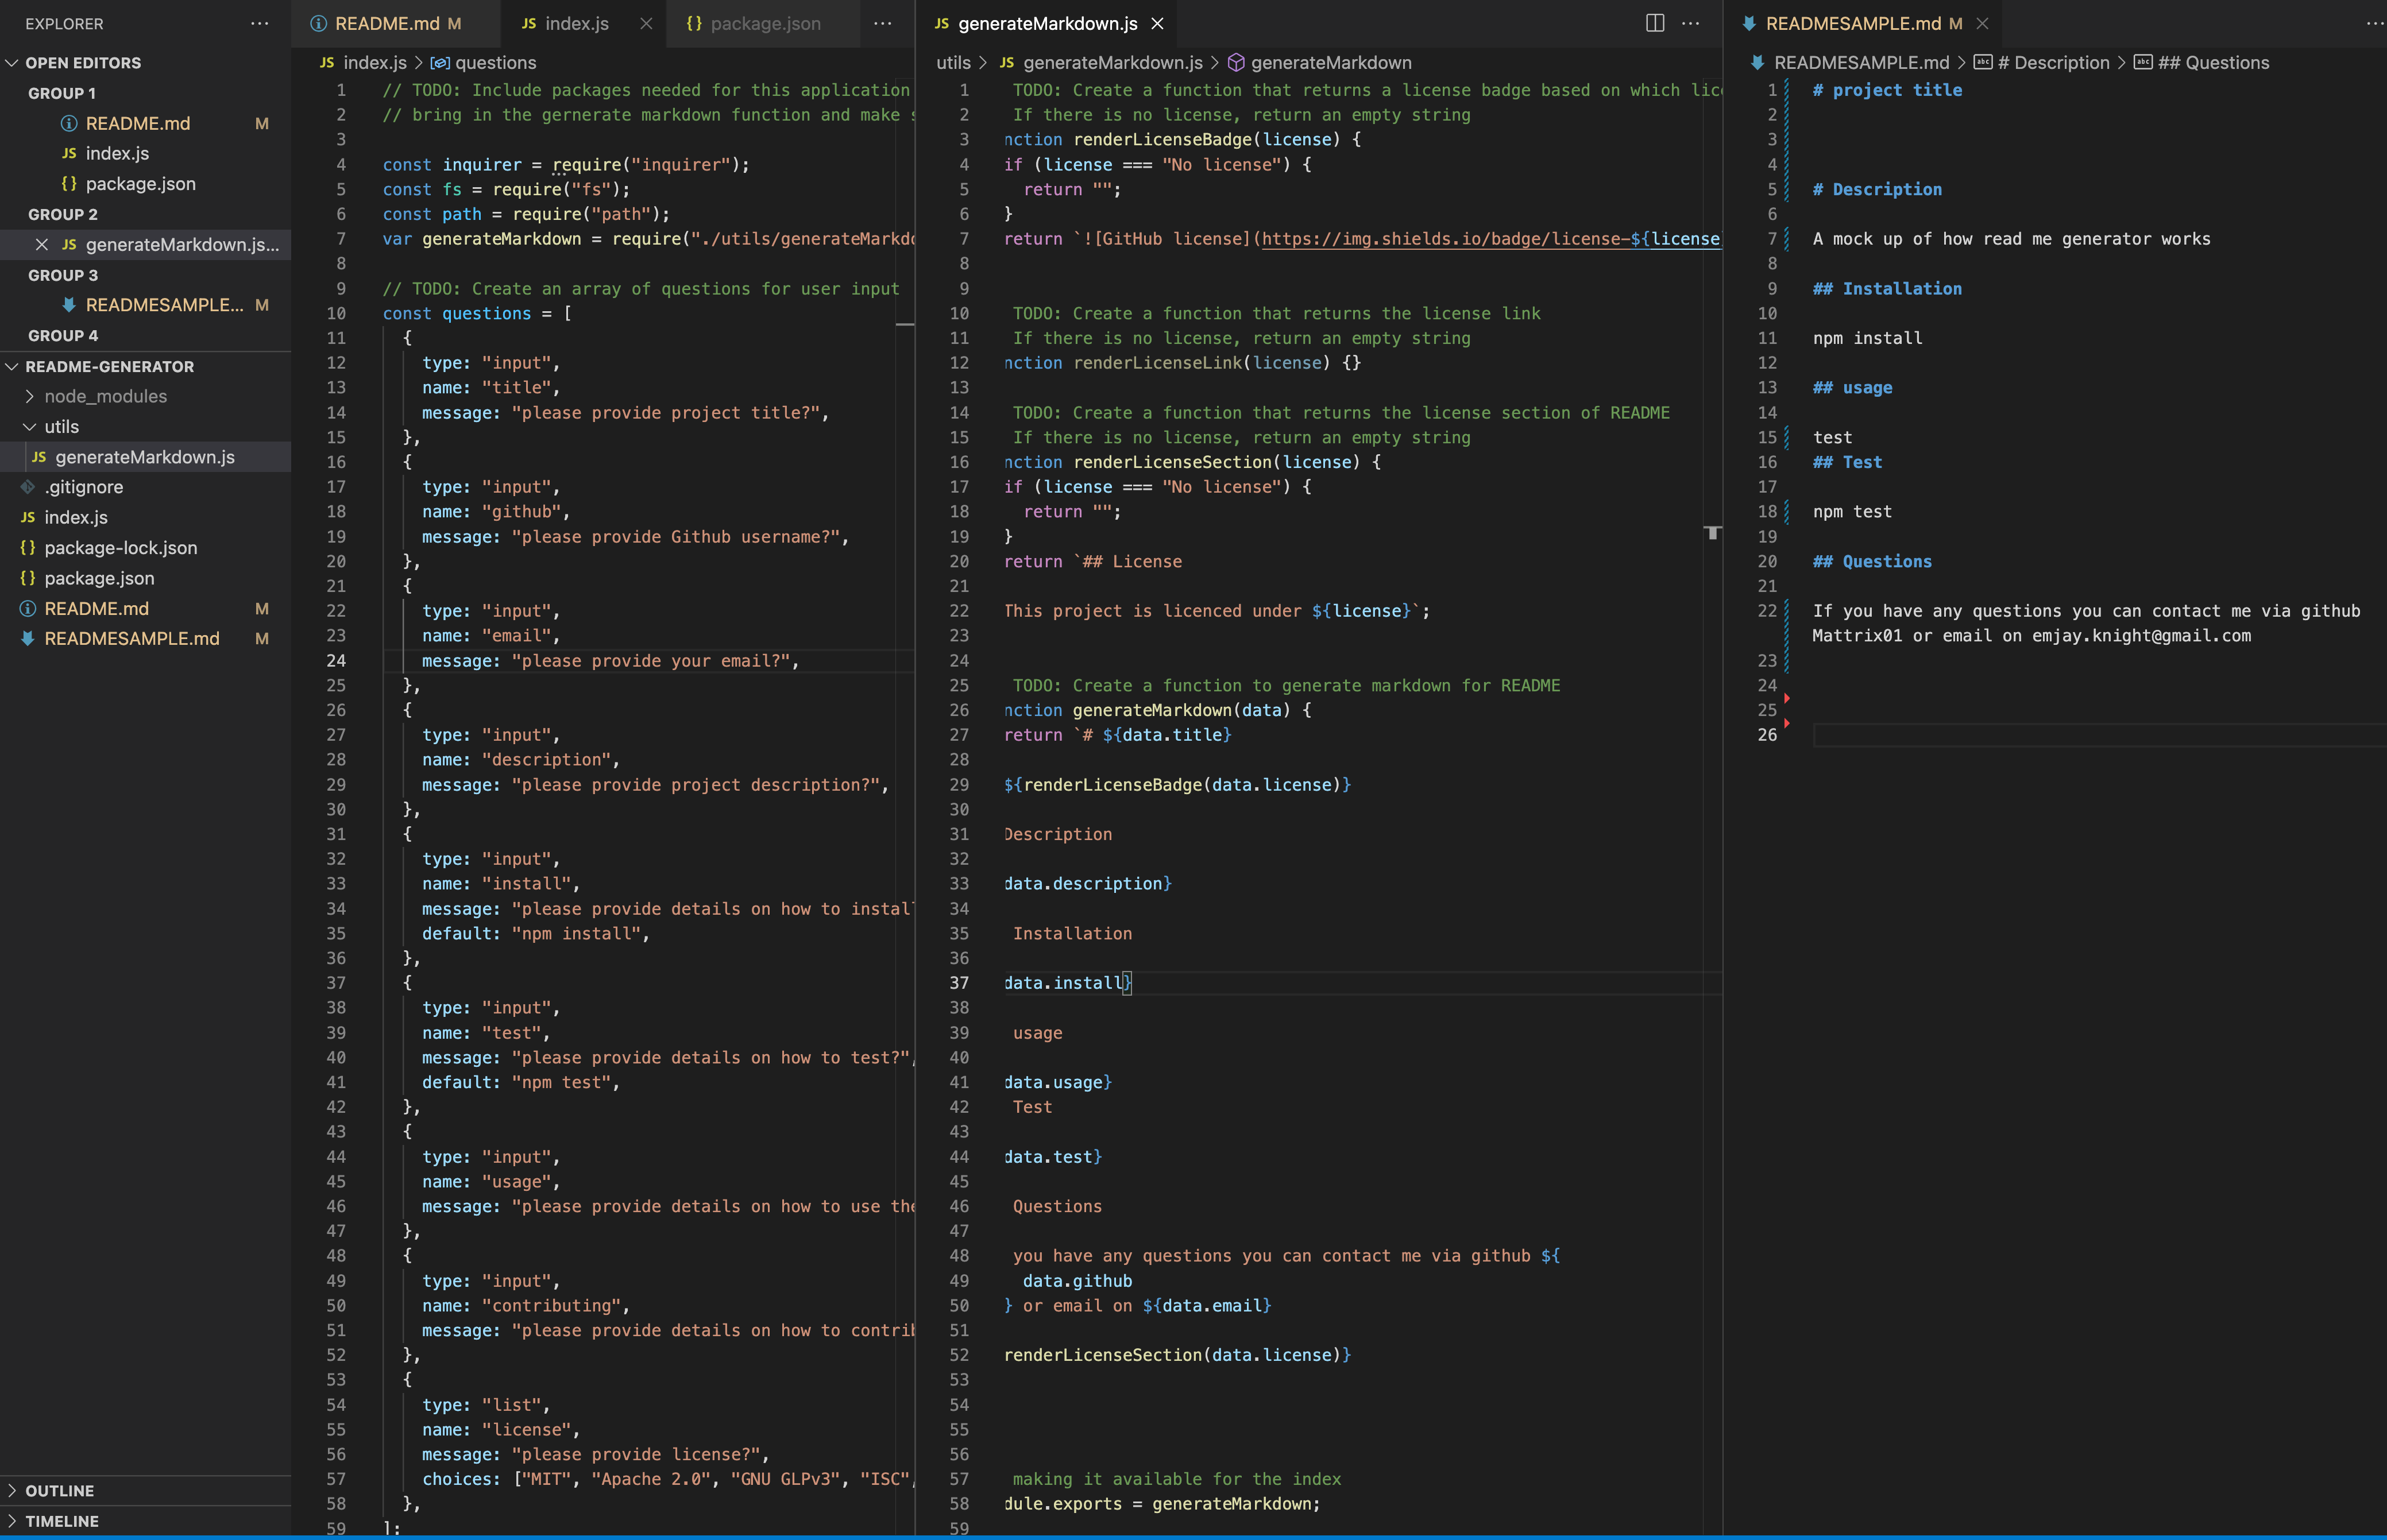 EXPLORER
OPEN EDITORS
GROUP 1
README.md M
JS index.js
{} package.json
GROUP 2
JS generateMarkdown.js...
GROUP 3
READMESAMPLE... M
GROUP 4
README-GENERATOR
node_modules
utils
JS generateMarkdown.js
.gitignore
JS index.js
{} package-lock.json
{} package.json
README.md M
READMESAMPLE.md M
OUTLINE
TIMELINE
README.md M JS index.js {} package.json ...
JS index.js > questions
1 // TODO: Include packages needed for this application
2 // bring in the gernerate markdown function and make s
3
4 const inquirer = require("inquirer");
5 const fs = require("fs");
6 const path = require("path");
7 var generateMarkdown = require("./utils/generateMarkdo
8
9 // TODO: Create an array of questions for user input
10 const questions = [
11 {
12 type: "input",
13 name: "title",
14 message: "please provide project title?",
15 },
16 {
17 type: "input",
18 name: "github",
19 message: "please provide Github username?",
20 },
21 {
22 type: "input",
23 name: "email",
24 message: "please provide your email?",
25 },
26 {
27 type: "input",
28 name: "description",
29 message: "please provide project description?",
30 },
31 {
32 type: "input",
33 name: "install",
34 message: "please provide details on how to install
35 default: "npm install",
36 },
37 {
38 type: "input",
39 name: "test",
40 message: "please provide details on how to test?",
41 default: "npm test",
42 },
43 {
44 type: "input",
45 name: "usage",
46 message: "please provide details on how to use the
47 },
48 {
49 type: "input",
50 name: "contributing",
51 message: "please provide details on how to contrib
52 },
53 {
54 type: "list",
55 name: "license",
56 message: "please provide license?",
57 choices: ["MIT", "Apache 2.0", "GNU GLPv3", "ISC",
58 },
59 ];
JS generateMarkdown.js
utils > JS generateMarkdown.js > generateMarkdown
1 TODO: Create a function that returns a license badge based on which lic
2 If there is no license, return an empty string
3 nction renderLicenseBadge(license) {
4 if (license === "No license") {
5 return "";
6 }
7 return `![GitHub license](https://img.shields.io/badge/license-${license
8
9
10 TODO: Create a function that returns the license link
11 If there is no license, return an empty string
12 nction renderLicenseLink(license) {}
13
14 TODO: Create a function that returns the license section of README
15 If there is no license, return an empty string
16 nction renderLicenseSection(license) {
17 if (license === "No license") {
18 return "";
19 }
20 return `## License
21
22 This project is licenced under ${license}`;
23
24
25 TODO: Create a function to generate markdown for README
26 nction generateMarkdown(data) {
27 return `# ${data.title}
28
29 ${renderLicenseBadge(data.license)}
30
31 Description
32
33 data.description}
34
35 Installation
36
37 data.install}
38
39 usage
40
41 data.usage}
42 Test
43
44 data.test}
45
46 Questions
47
48 you have any questions you can contact me via github ${
49 data.github
50 } or email on ${data.email}
51
52 renderLicenseSection(data.license)}
53
54
55
56
57 making it available for the index
58 dule.exports = generateMarkdown;
59
READMESAMPLE.md M
READMESAMPLE.md > # Description > ## Questions
1 # project title
2
3
4
5 # Description
6
7 A mock up of how read me generator works
8
9 ## Installation
10
11 npm install
12
13 ## usage
14
15 test
16 ## Test
17
18 npm test
19
20 ## Questions
21
22 If you have any questions you can contact me via github
Mattrix01 or email on emjay.knight@gmail.com
23
24
25
26